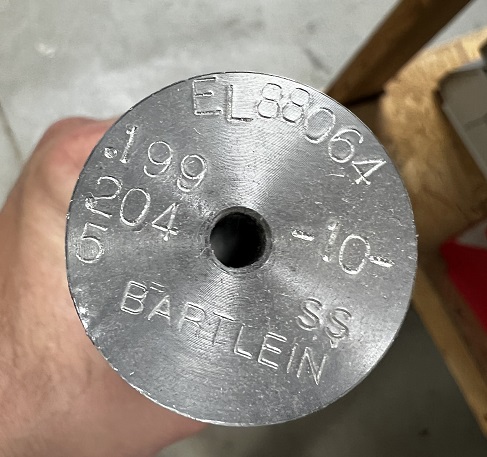 EL88064
.199
.204
5
-10-
BARTLEIN
SS